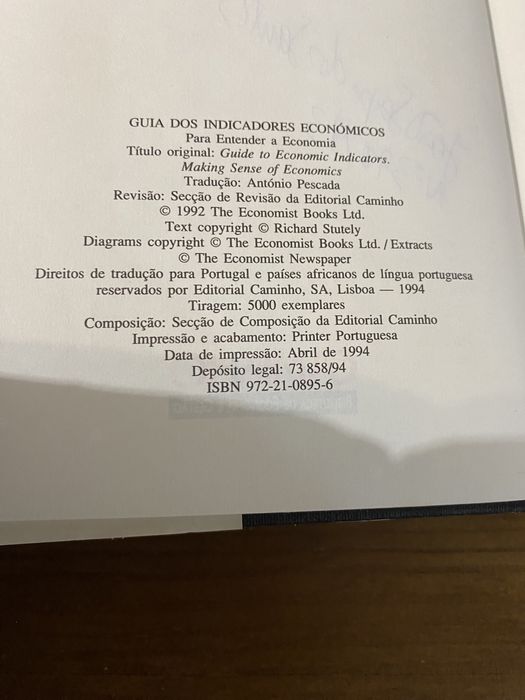 GUIA DOS INDICADORES ECONÓMICOS
Para Entender a Economia
Título original: Guide to Economic Indicators.
Making Sense of Economics
Tradução: António Pescada
Revisão: Secção de Revisão da Editorial Caminho
© 1992 The Economist Books Ltd.
Text copyright © Richard Stutely
Diagrams copyright © The Economist Books Ltd. / Extracts
© The Economist Newspaper
Direitos de tradução para Portugal e países africanos de língua portuguesa
reservados por Editorial Caminho, SA, Lisboa — 1994
Tiragem: 5000 exemplares
Composição: Secção de Composição da Editorial Caminho
Impressão e acabamento: Printer Portuguesa
Data de impressão: Abril de 1994
Depósito legal: 73 858/94
ISBN 972-21-0895-6